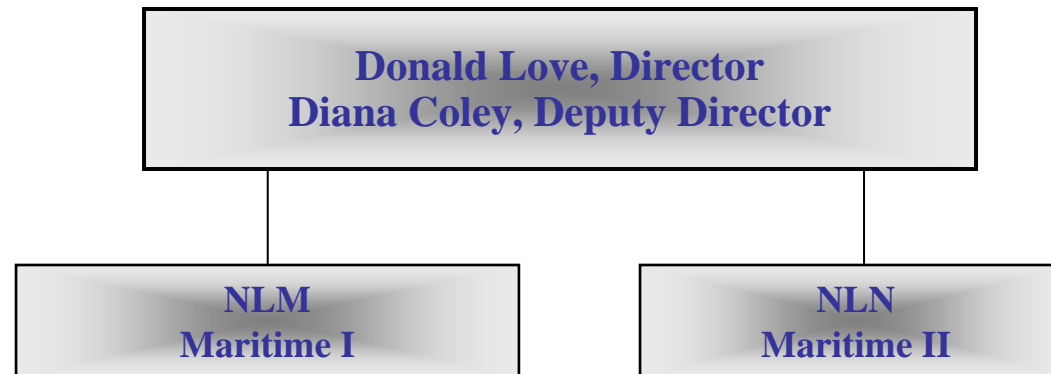 Donald Love, Director
Diana Coley, Deputy Director
NLM
Maritime I
NLN
Maritime II